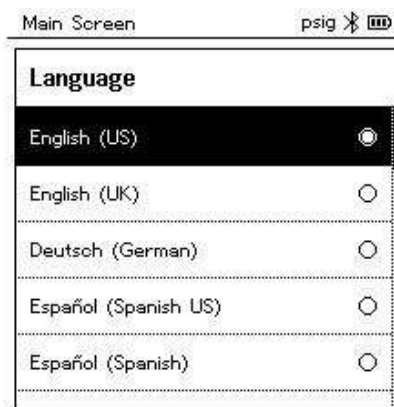 Main Screen psig
Language
English (US)
English (UK)
Deutsch (German)
Español (Spanish US)
Español (Spanish)